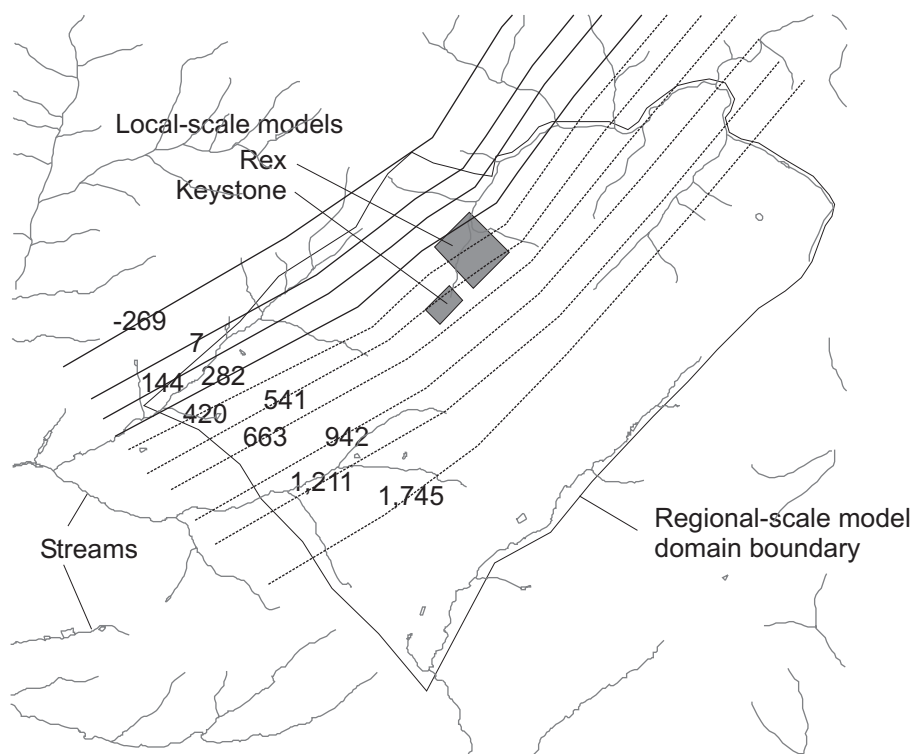 Local-scale models
Rex
Keystone
-269
7
144
282
420
541
663
942
1,211
1,745
Streams
Regional-scale model
domain boundary